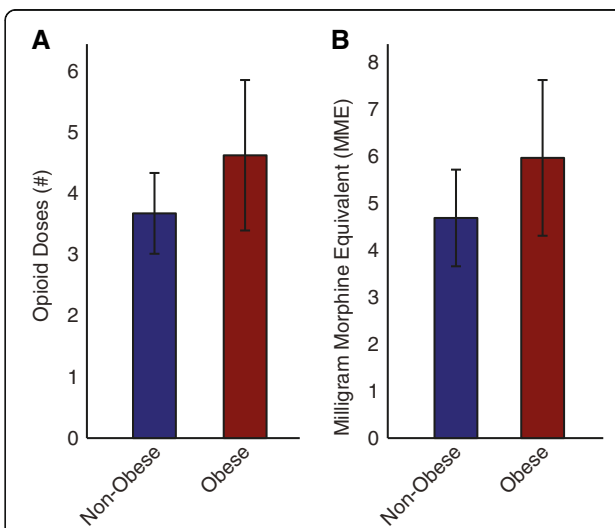 A
Opioid Doses (#)
6
5
4
3
2
1
0
Non-Obese
Obese
B
Milligram Morphine Equivalent (MME)
8
7
6
5
4
3
2
1
0
Non-Obese
Obese